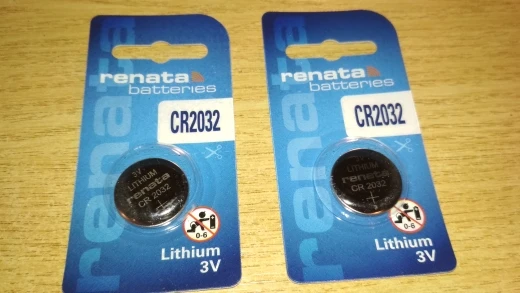 renata
batteries
CR2032
3V
LITHIUM
renata
CR 2032
+
0-6
Lithium
3V
renata
renata
batteries
CR2032
LITHIUM
renata
CR 2032
+
0-6
Lithium
3V
renata